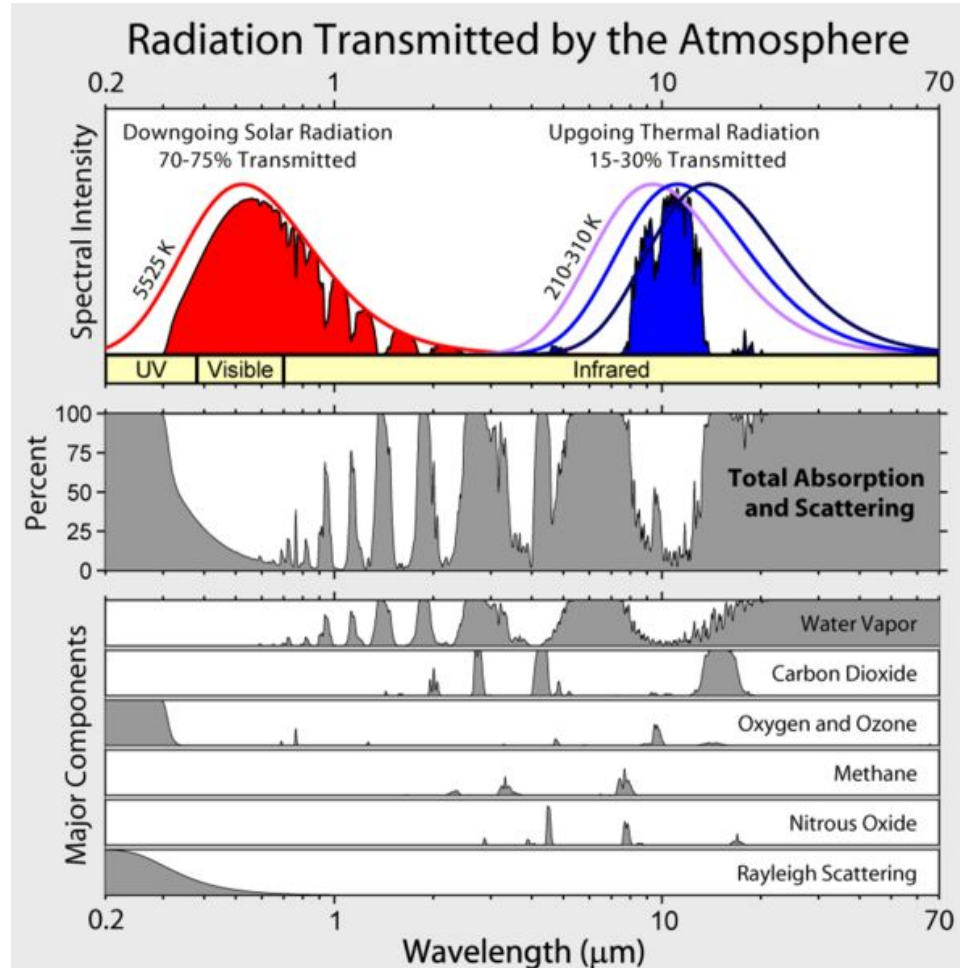 Radiation Transmitted by the Atmosphere
0.2 1 10 70
Downgoing Solar Radiation
70-75% Transmitted
Upgoing Thermal Radiation
15-30% Transmitted
Spectral Intensity
5525 K
210-310 K
UV Visible Infrared
Percent
100
75
50
25
0
Total Absorption
and Scattering
Major Components
Water Vapor
Carbon Dioxide
Oxygen and Ozone
Methane
Nitrous Oxide
Rayleigh Scattering
0.2 1 10 70
Wavelength (μm)